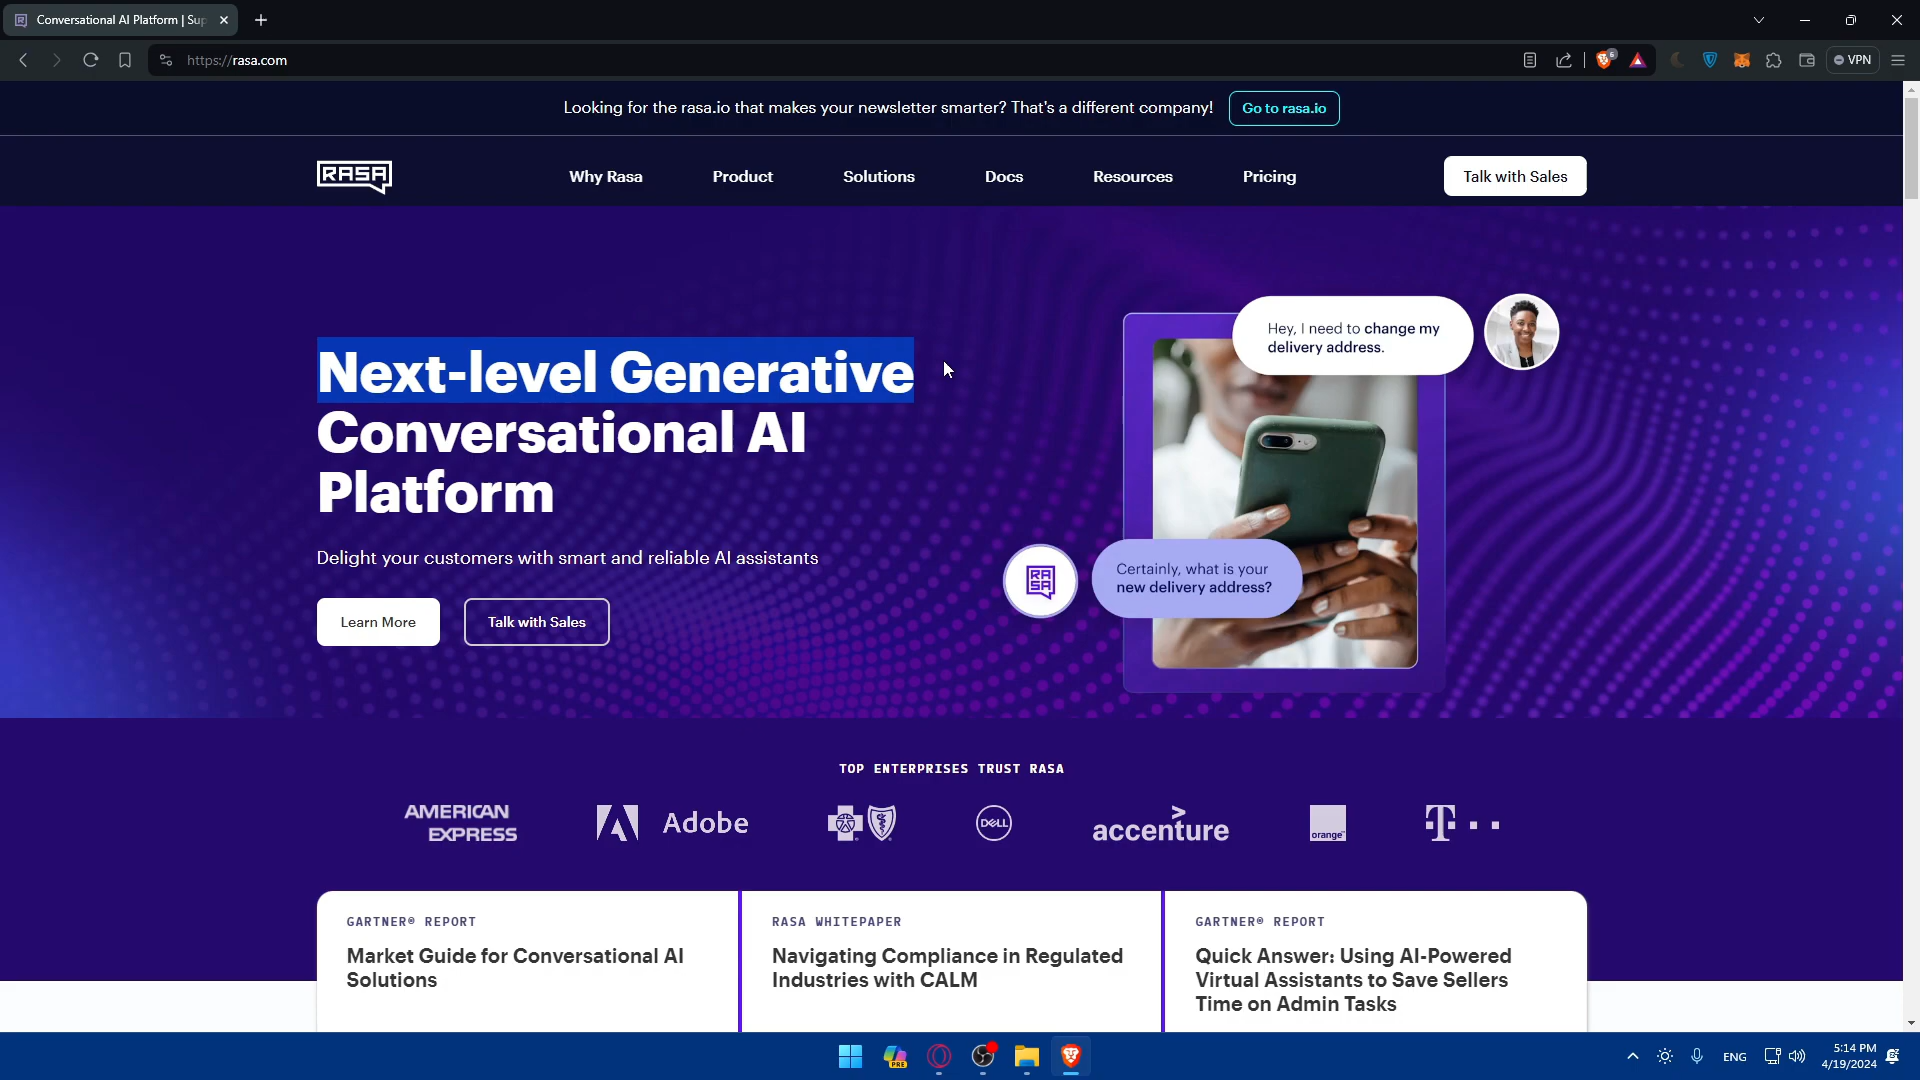 Conversational AI Platform | Sup
https://rasa.com
6
VPN
Looking for the rasa.io that makes your newsletter smarter? That's a different company!
Go to rasa.io
RASA
Why Rasa
Product
Solutions
Docs
Resources
Pricing
Talk with Sales
Next-level Generative
Conversational AI
Platform
Delight your customers with smart and reliable AI assistants
Learn More
Talk with Sales
Hey, I need to change my
delivery address.
RA
SA
Certainly, what is your
new delivery address?
TOP ENTERPRISES TRUST RASA
AMERICAN
EXPRESS
Adobe
DELL
accenture
orange™
T
GARTNER® REPORT
Market Guide for Conversational AI
Solutions
RASA WHITEPAPER
Navigating Compliance in Regulated
Industries with CALM
GARTNER® REPORT
Quick Answer: Using AI-Powered
Virtual Assistants to Save Sellers
Time on Admin Tasks
PRE
ENG
5:14 PM
4/19/2024